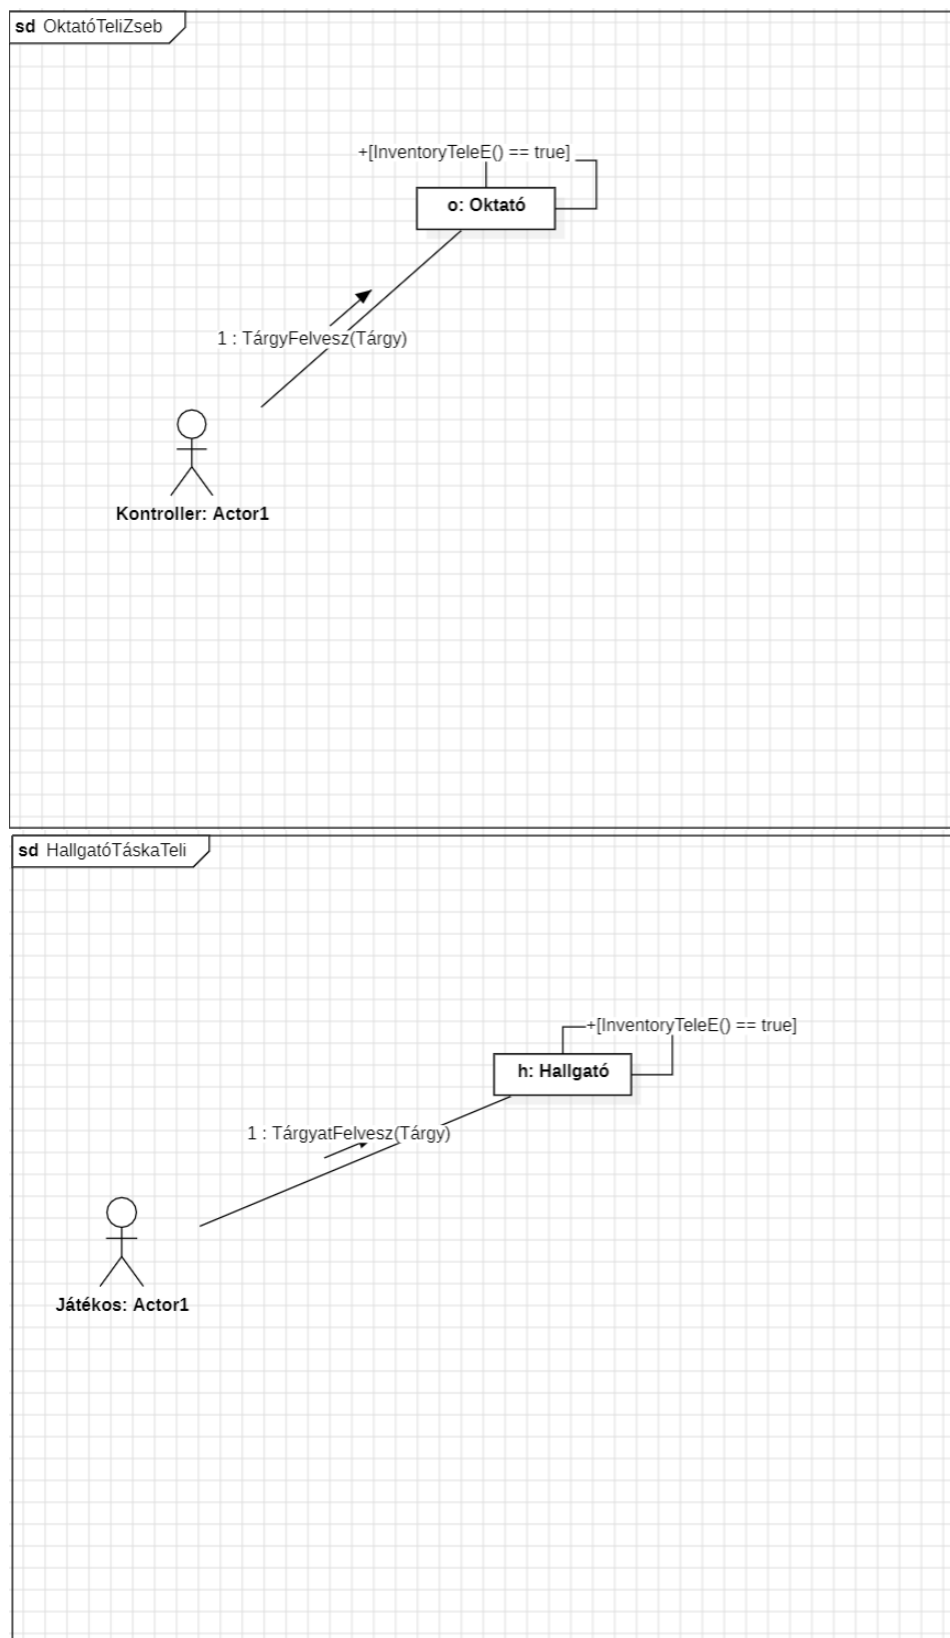 sd OktatóTeliZseb
+[InventoryTeleE() == true]
o: Oktató
1 : TárgyFelvesz(Tárgy)
Kontroller: Actor1
sd HallgatóTáskaTeli
+[InventoryTeleE() == true]
h: Hallgató
1 : TárgyatFelvesz(Tárgy)
Játékos: Actor1